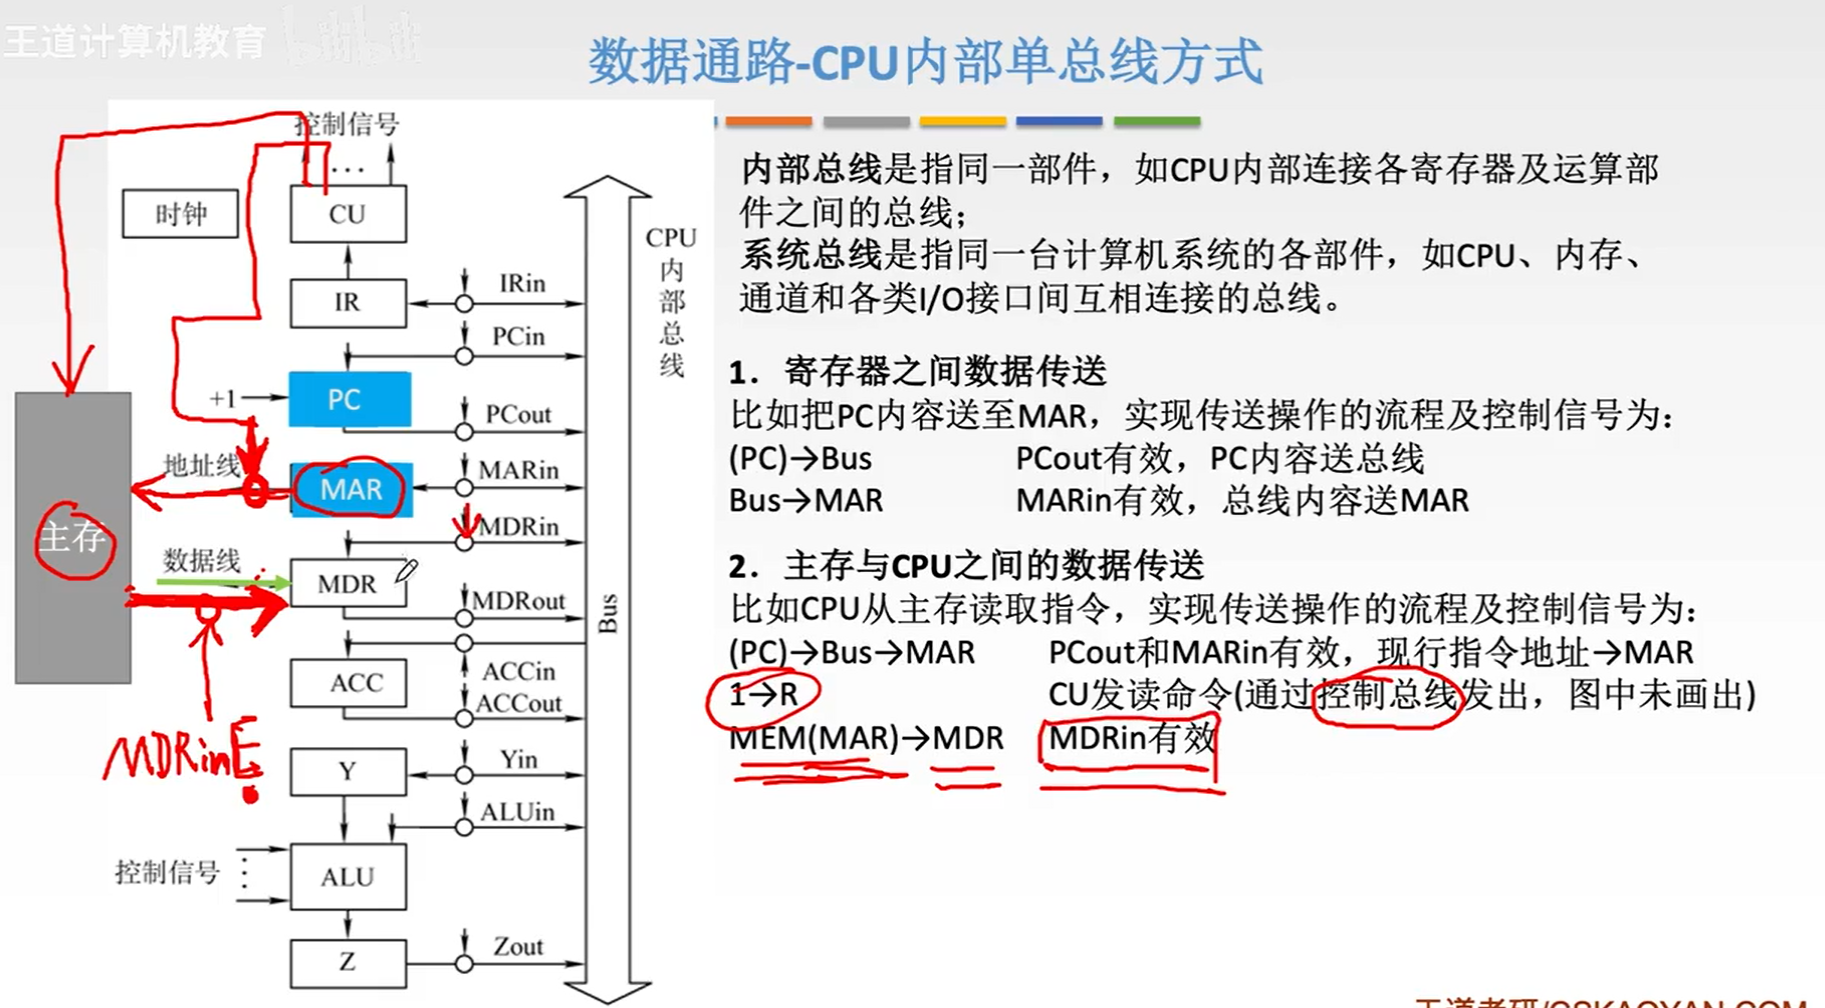 王道计算机教育 bilibili
数据通路-CPU内部单总线方式
控制信号
...
时钟
CU
CPU内部总线
IR
IRin
PCin
+1
PC
PCout
地址线
MAR
MARin
主存
MDRin
数据线
MDR
MDRout
Bus
ACC
ACCin
ACCout
MDRinE
Y
Yin
ALUin
控制信号
ALU
Z
Zout
内部总线是指同一部件，如CPU内部连接各寄存器及运算部
件之间的总线；
系统总线是指同一台计算机系统的各部件，如CPU、内存、
通道和各类I/O接口间互相连接的总线。
1. 寄存器之间数据传送
比如把PC内容送至MAR，实现传送操作的流程及控制信号为：
(PC)→Bus PCout有效，PC内容送总线
Bus→MAR MARin有效，总线内容送MAR
2. 主存与CPU之间的数据传送
比如CPU从主存读取指令，实现传送操作的流程及控制信号为：
(PC)→Bus→MAR PCout和MARin有效，现行指令地址→MAR
1→R CU发读命令(通过控制总线发出，图中未画出)
MEM(MAR)→MDR MDRin有效
王道考研/CSKAOYAN.COM